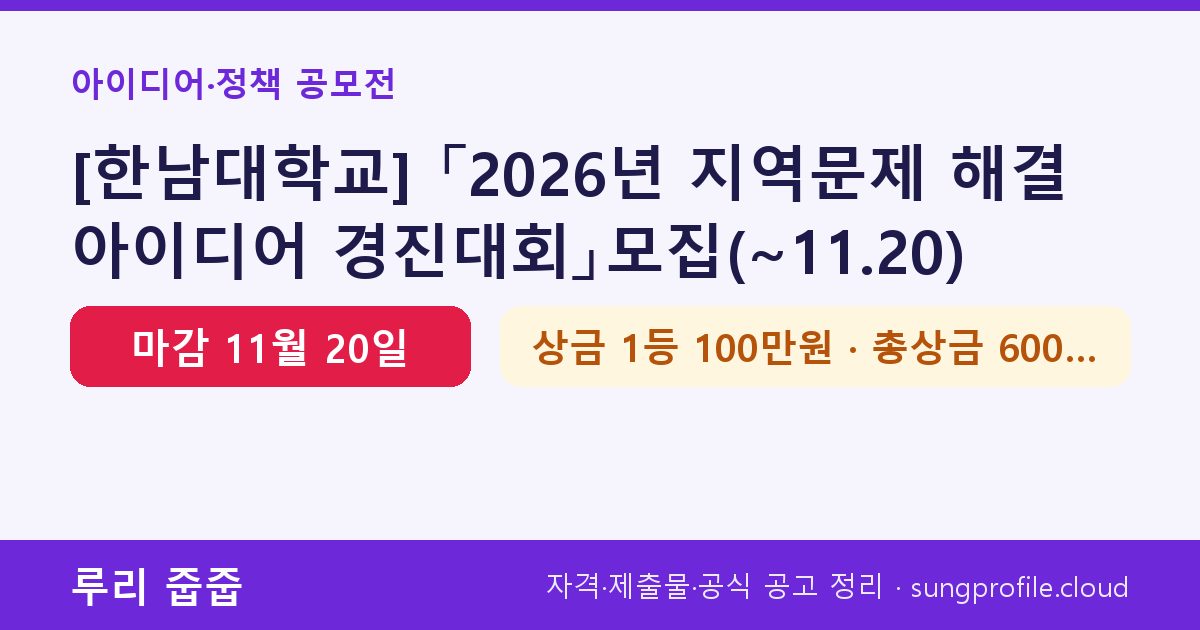 아이디어·정책 공모전
[한남대학교] 「2026년 지역문제 해결
아이디어 경진대회」모집(~11.20)
마감 11월 20일
상금 1등 100만원 · 총상금 600...
루리 줍줍
자격·제출물·공식 공고 정리 · sungprofile.cloud